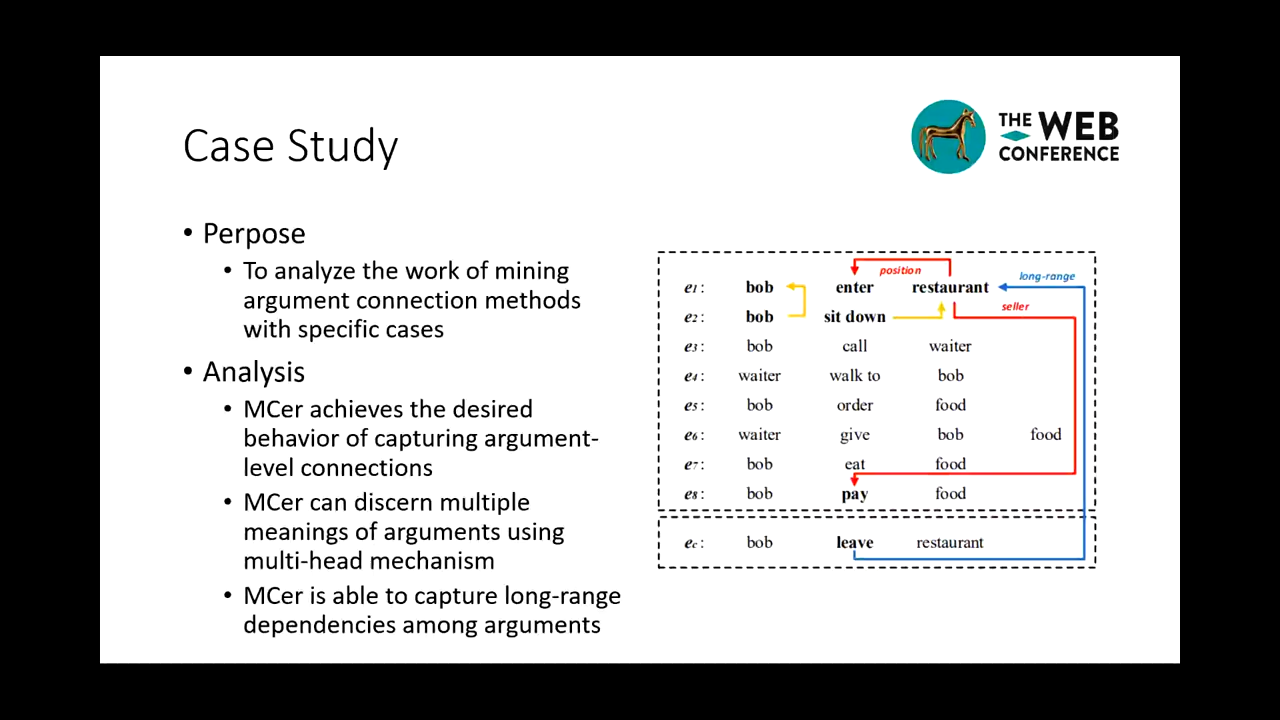 Case Study
THE WEB
CONFERENCE
• Perpose
• To analyze the work of mining
argument connection methods
with specific cases
• Analysis
• MCer achieves the desired
behavior of capturing argument-
level connections
• MCer can discern multiple
meanings of arguments using
multi-head mechanism
• MCer is able to capture long-range
dependencies among arguments
position
long-range
e1: bob enter restaurant
seller
e2: bob sit down
e3: bob call waiter
e4: waiter walk to bob
e5: bob order food
e6: waiter give bob food
e7: bob eat food
e8: bob pay food
ec: bob leave restaurant